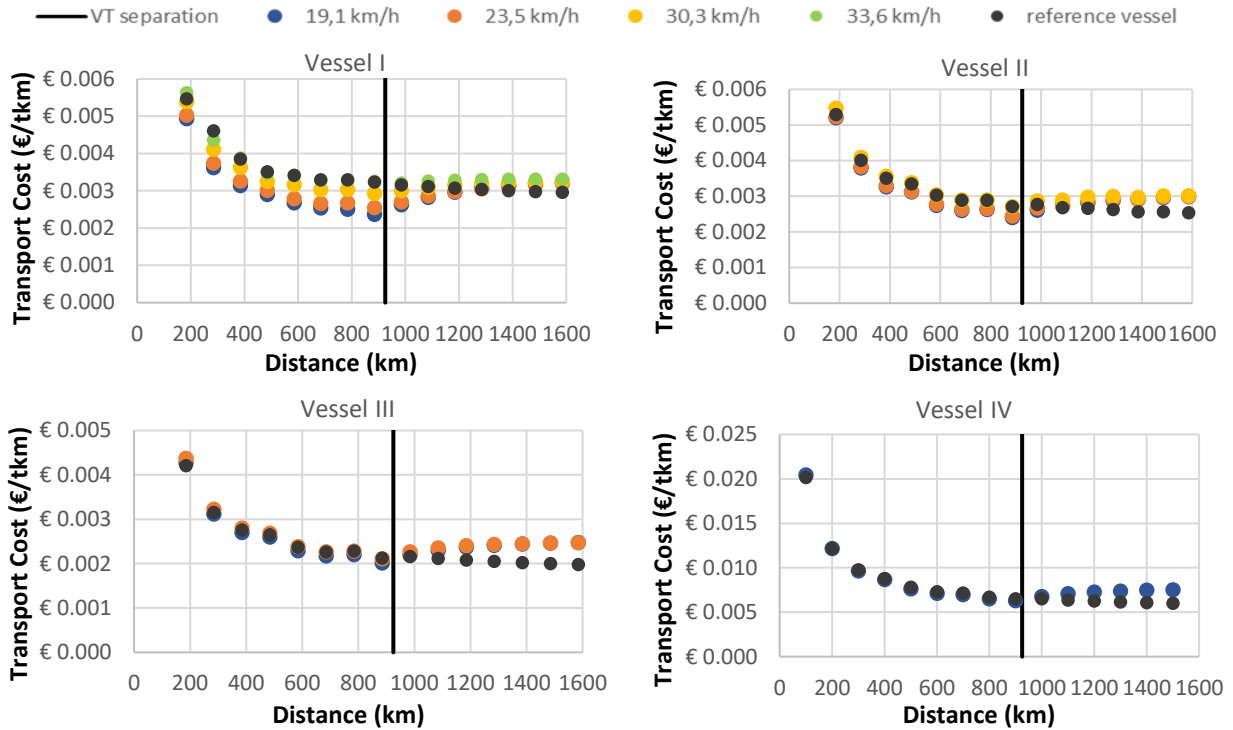 VT separation 19,1 km/h 23,5 km/h 30,3 km/h 33,6 km/h reference vessel
Vessel I
Transport Cost (€/tkm)
€ 0.006
€ 0.005
€ 0.004
€ 0.003
€ 0.002
€ 0.001
€ 0.000
0 200 400 600 800 1000 1200 1400 1600
Distance (km)
Vessel II
Transport Cost (€/tkm)
€ 0.006
€ 0.005
€ 0.004
€ 0.003
€ 0.002
€ 0.001
€ 0.000
0 200 400 600 800 1000 1200 1400 1600
Distance (km)
Vessel III
Transport Cost (€/tkm)
€ 0.005
€ 0.004
€ 0.003
€ 0.002
€ 0.001
€ 0.000
0 200 400 600 800 1000 1200 1400 1600
Distance (km)
Vessel IV
Transport Cost (€/tkm)
€ 0.025
€ 0.020
€ 0.015
€ 0.010
€ 0.005
€ 0.000
0 200 400 600 800 1000 1200 1400 1600
Distance (km)